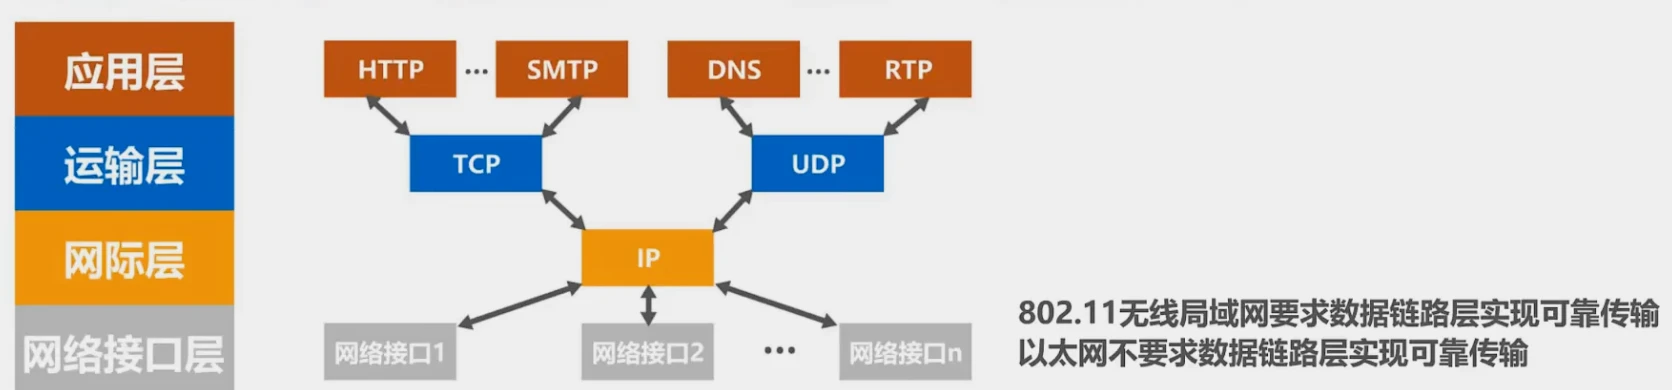 应用层
HTTP ... SMTP DNS ... RTP
运输层
TCP UDP
网际层
IP
网络接口层
网络接口1 网络接口2 ... 网络接口n
802.11无线局域网要求数据链路层实现可靠传输
以太网不要求数据链路层实现可靠传输